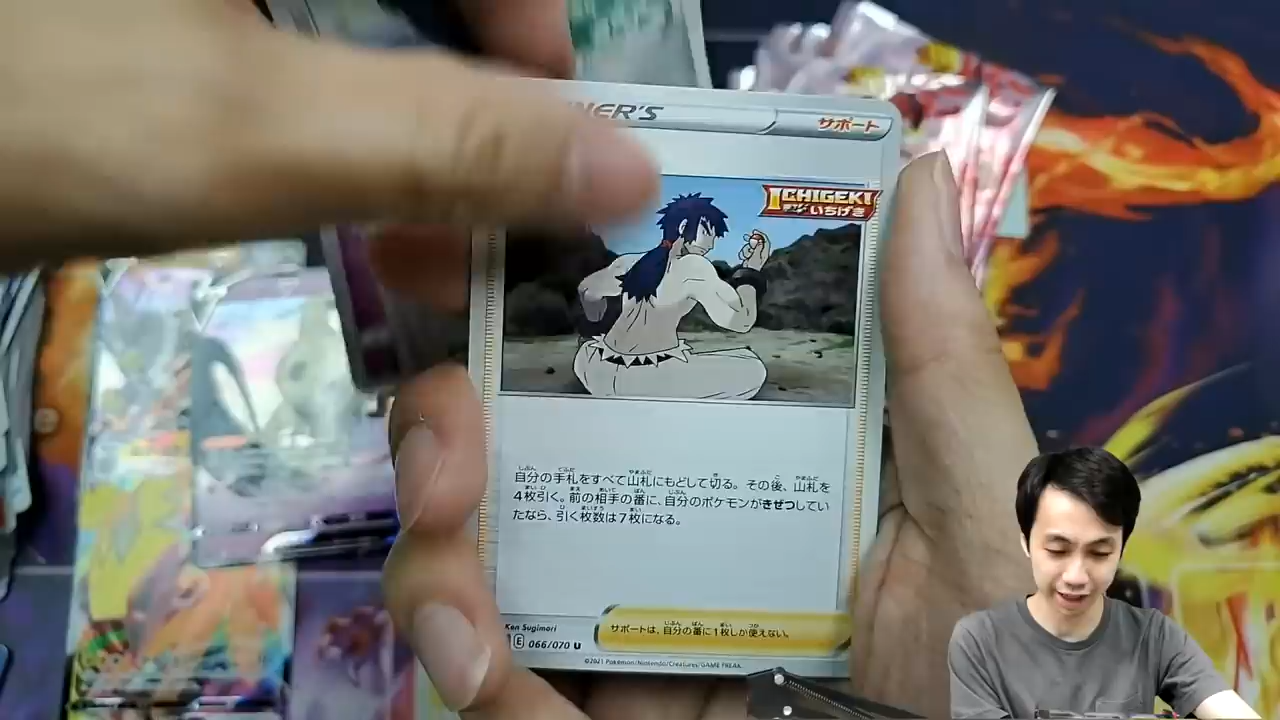 NER'S
サポート
ICHIGEKI
いちげき
自分の手札をすべて山札にもどして切る。その後、山札を
4枚引く。前の相手の番に、自分のポケモンがきぜつしてい
たなら、引く枚数は7枚になる。
Ken Sugimori
E 066/070 U
サポートは、自分の番に1枚しか使えない。
©2021 Pokémon/Nintendo/Creatures/GAME FREAK.